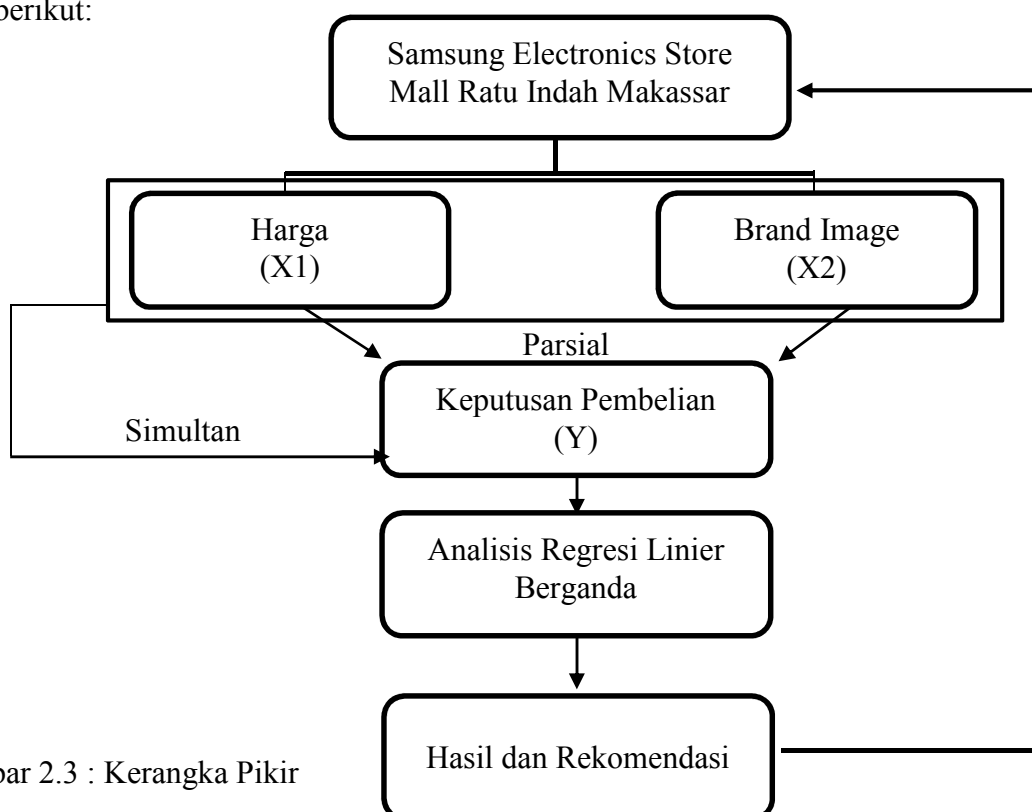 berikut:
Samsung Electronics Store
Mall Ratu Indah Makassar
Harga
(X1)
Brand Image
(X2)
Parsial
Keputusan Pembelian
(Y)
Simultan
Analisis Regresi Linier
Berganda
Hasil dan Rekomendasi
bar 2.3 : Kerangka Pikir